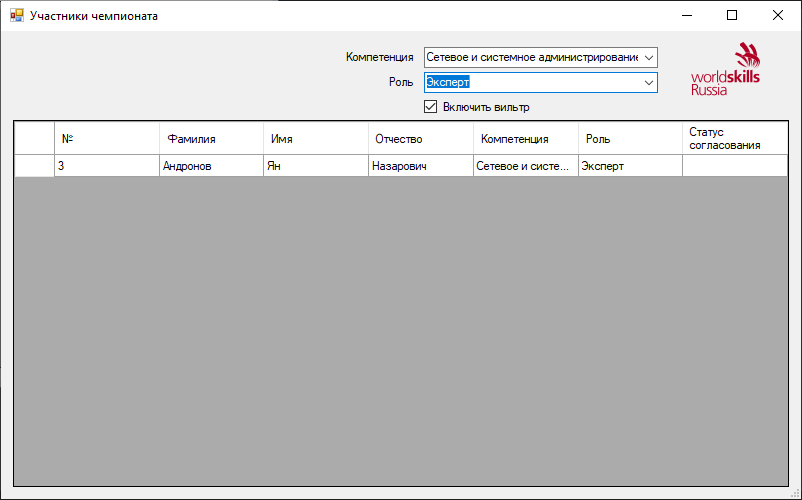 Участники чемпионата
Компетенция Сетевое и системное администрирование
Роль Эксперт
worldskills
Russia
Включить вильтр
№ Фамилия Имя Отчество Компетенция Роль Статус согласования
3 Андронов Ян Назарович Сетевое и систе... Эксперт